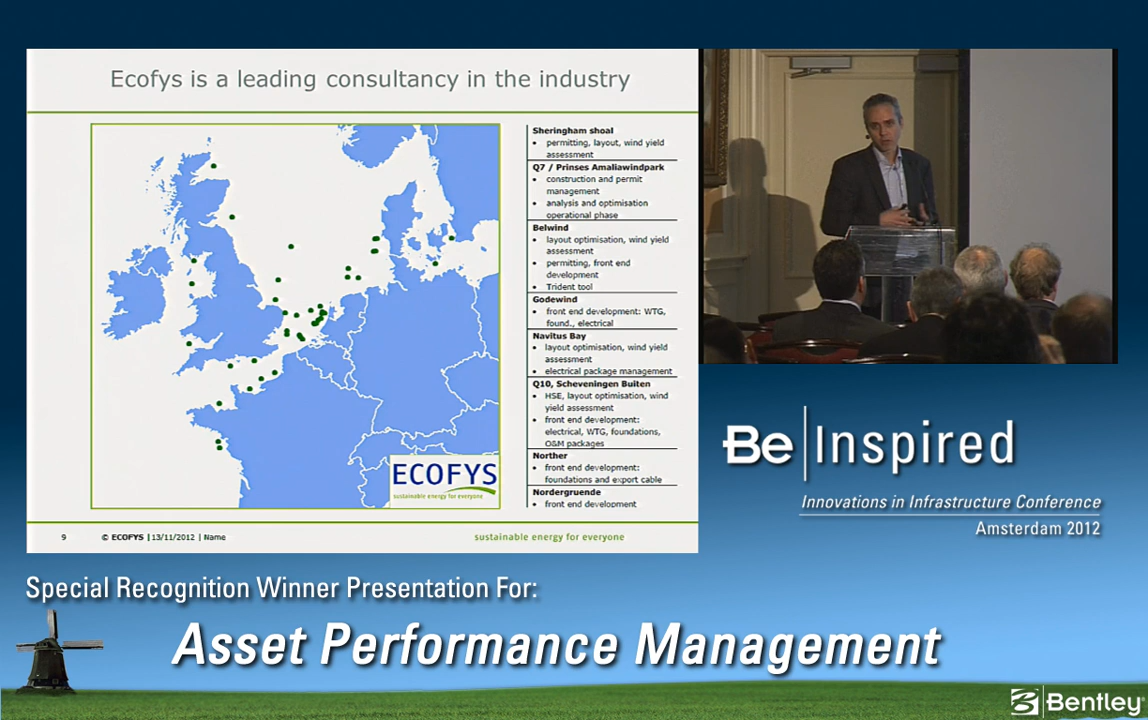 Ecofys is a leading consultancy in the industry
Sheringham shoal
• permitting, layout, wind yield
assessment
Q7 / Prinses Amaliawindpark
• construction and permit
management
• analysis and optimisation
operational phase
Belwind
• layout optimisation, wind yield
assessment
• permitting, front end
development
• Trident tool
Godewind
• front end development: WTG,
found., electrical
Navitus Bay
• layout optimisation, wind yield
assessment
• electrical package management
Q10, Scheveningen Buiten
• HSE, layout optimisation, wind
yield assessment
• front end development:
electrical, WTG, foundations,
O&M packages
Norther
• front end development:
foundations and export cable
Nordergruende
• front end development
ECOFYS
sustainable energy for everyone
9 © ECOFYS | 13/11/2012 | Name
sustainable energy for everyone
Be Inspired
Innovations in Infrastructure Conference
Amsterdam 2012
Special Recognition Winner Presentation For:
Asset Performance Management
Bentley